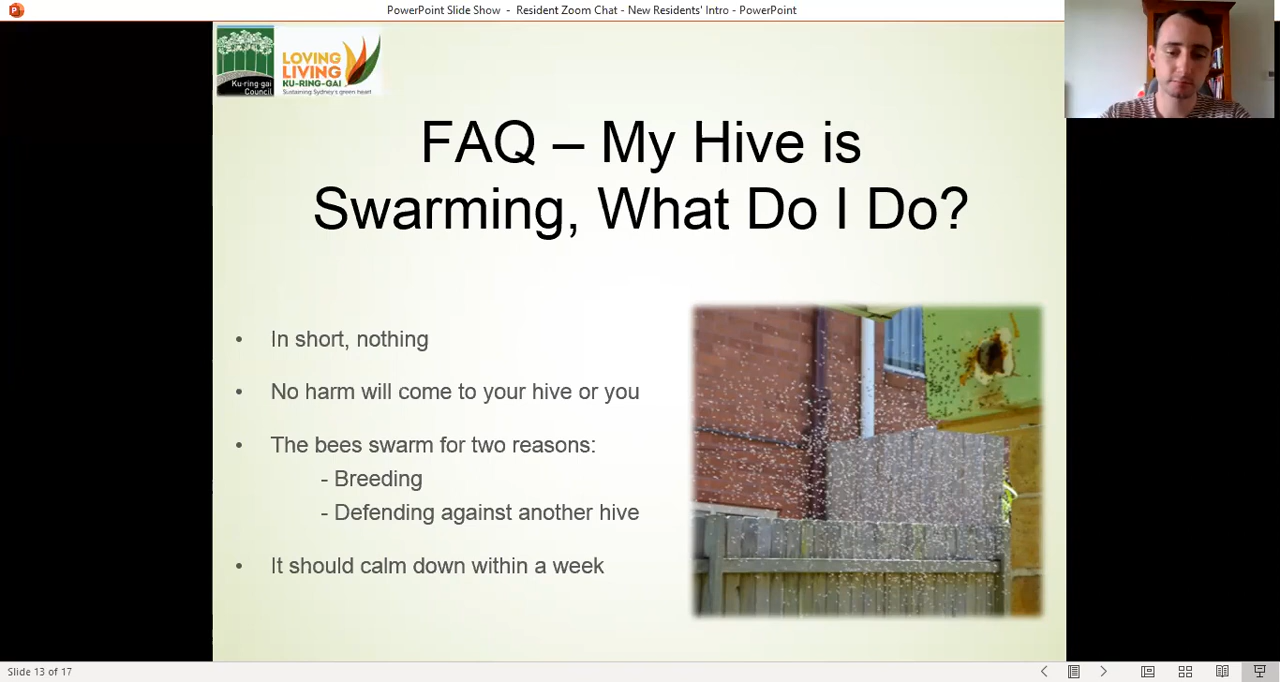 PowerPoint Slide Show - Resident Zoom Chat - New Residents' Intro - PowerPoint
Ku·ring·gai
Council
LOVING
LIVING
KU-RING-GAI
Sustaining Sydney's green heart
FAQ – My Hive is
Swarming, What Do I Do?
• In short, nothing
• No harm will come to your hive or you
• The bees swarm for two reasons:
- Breeding
- Defending against another hive
• It should calm down within a week
Slide 13 of 17